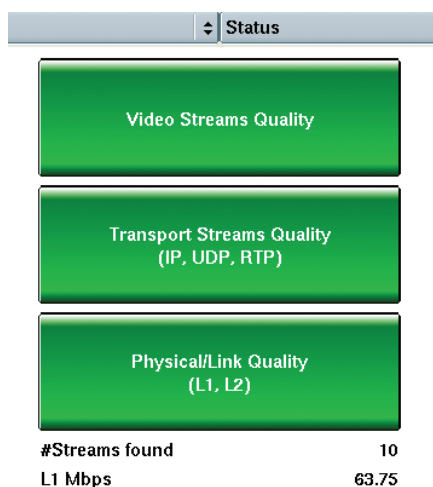 Status
Video Streams Quality
Transport Streams Quality
(IP, UDP, RTP)
Physical/Link Quality
(L1, L2)
#Streams found 10
L1 Mbps 63.75